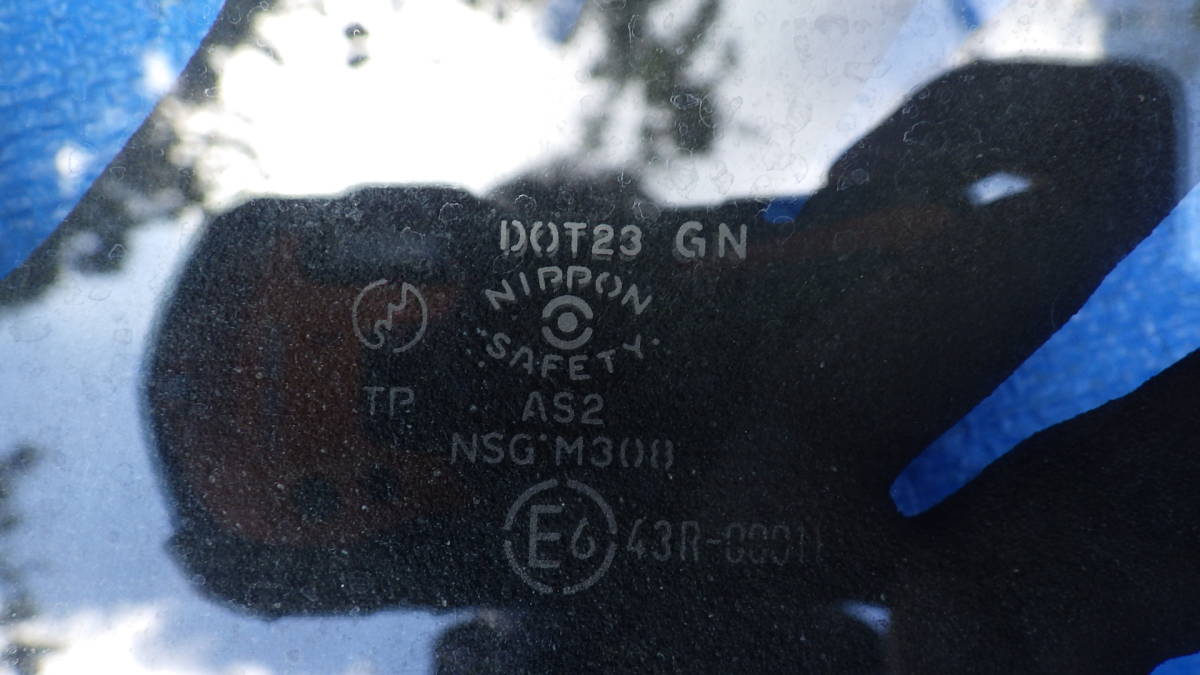 DOT23 GN
NIPPON
SAFETY
TP
AS2
NSG M308
E6 43R-00011